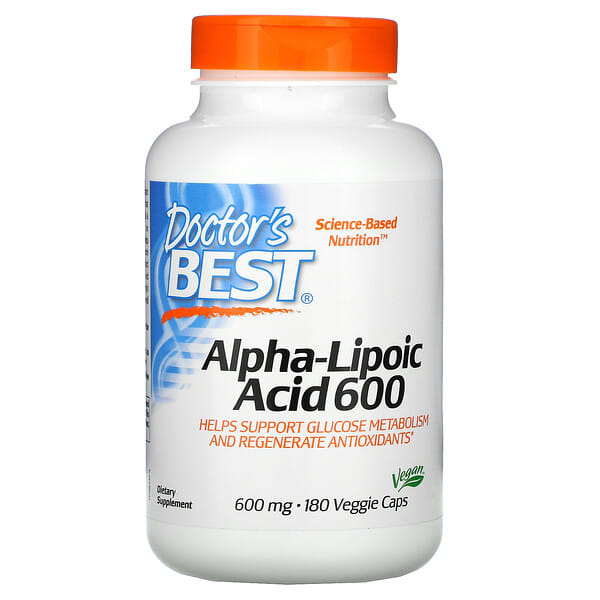 Doctor's
BEST®
Science-Based
Nutrition™
Alpha-Lipoic
Acid 600
HELPS SUPPORT GLUCOSE METABOLISM
AND REGENERATE ANTIOXIDANTS*
Vegan
Dietary
Supplement
600 mg • 180 Veggie Caps